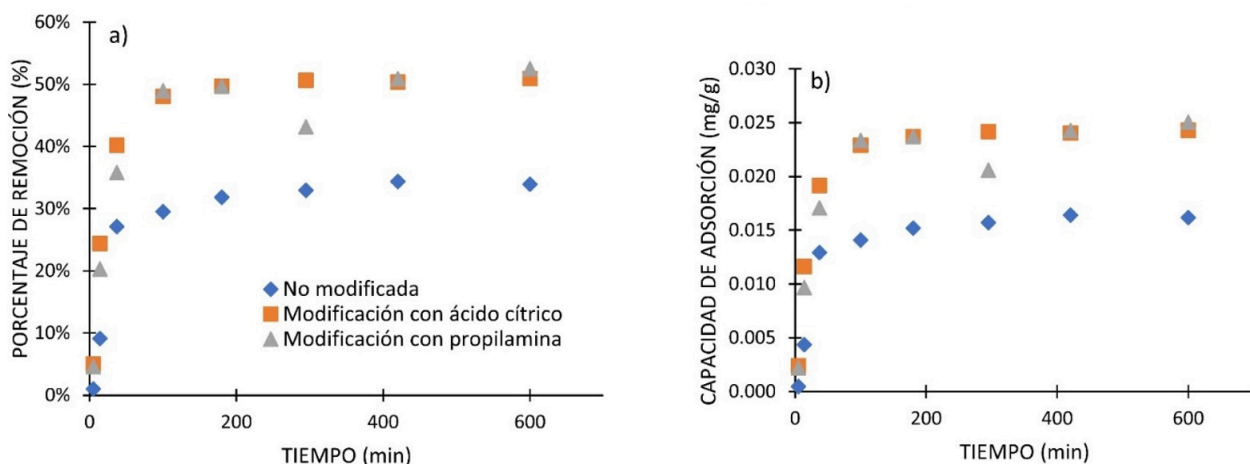 a)
60%
50%
40%
30%
20%
10%
0%
PORCENTAJE DE REMOCIÓN (%)
No modificada
Modificación con ácido cítrico
Modificación con propilamina
0 200 400 600
TIEMPO (min)
b)
0.030
0.025
0.020
0.015
0.010
0.005
0.000
CAPACIDAD DE ADSORCIÓN (mg/g)
0 200 400 600
TIEMPO (min)